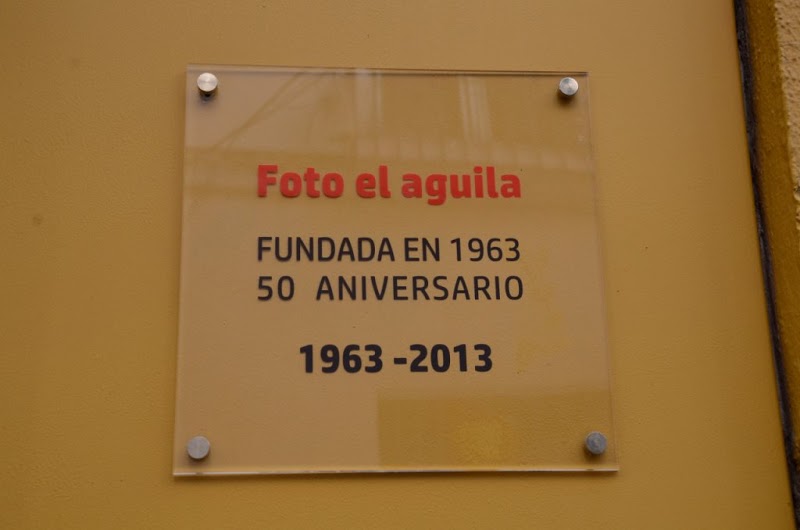 Foto el aguila
FUNDADA EN 1963
50 ANIVERSARIO
1963 -2013